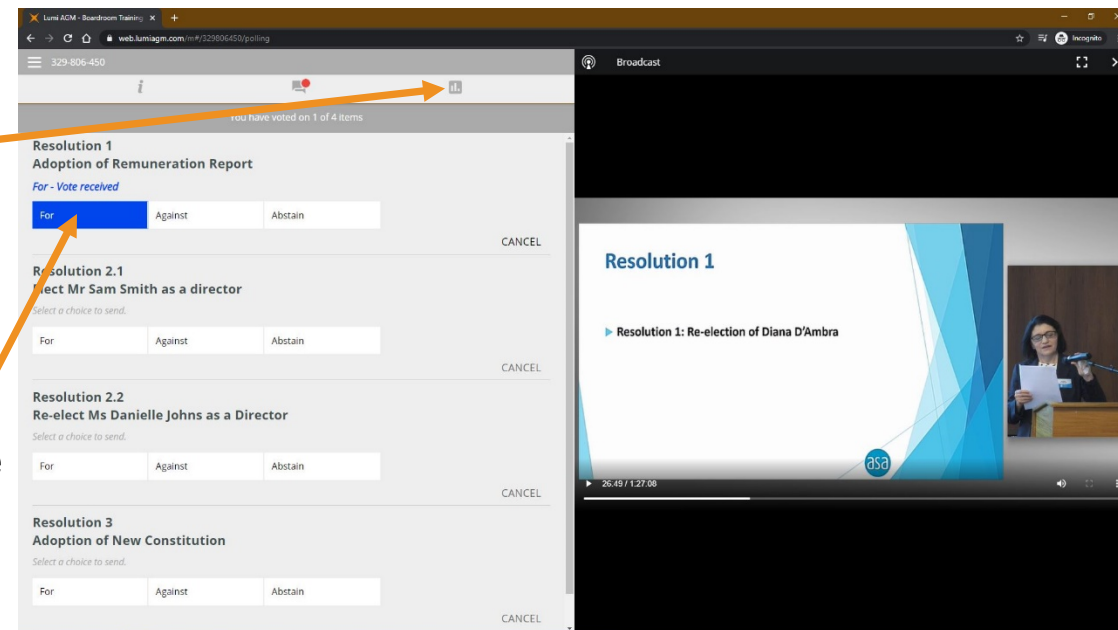 Lumi AGM - Boardroom Training
web.lumiagm.com/m#/329806450/polling
Incognito
329-806-450
Broadcast
i
You have voted on 1 of 4 items
Resolution 1
Adoption of Remuneration Report
For - Vote received
For Against Abstain
CANCEL
Resolution 2.1
Elect Mr Sam Smith as a director
Select a choice to send.
For Against Abstain
CANCEL
Resolution 2.2
Re-elect Ms Danielle Johns as a Director
Select a choice to send.
For Against Abstain
CANCEL
Resolution 3
Adoption of New Constitution
Select a choice to send.
For Against Abstain
CANCEL
Resolution 1
Resolution 1: Re-election of Diana D'Ambra
asa
26:49 / 1:27:08